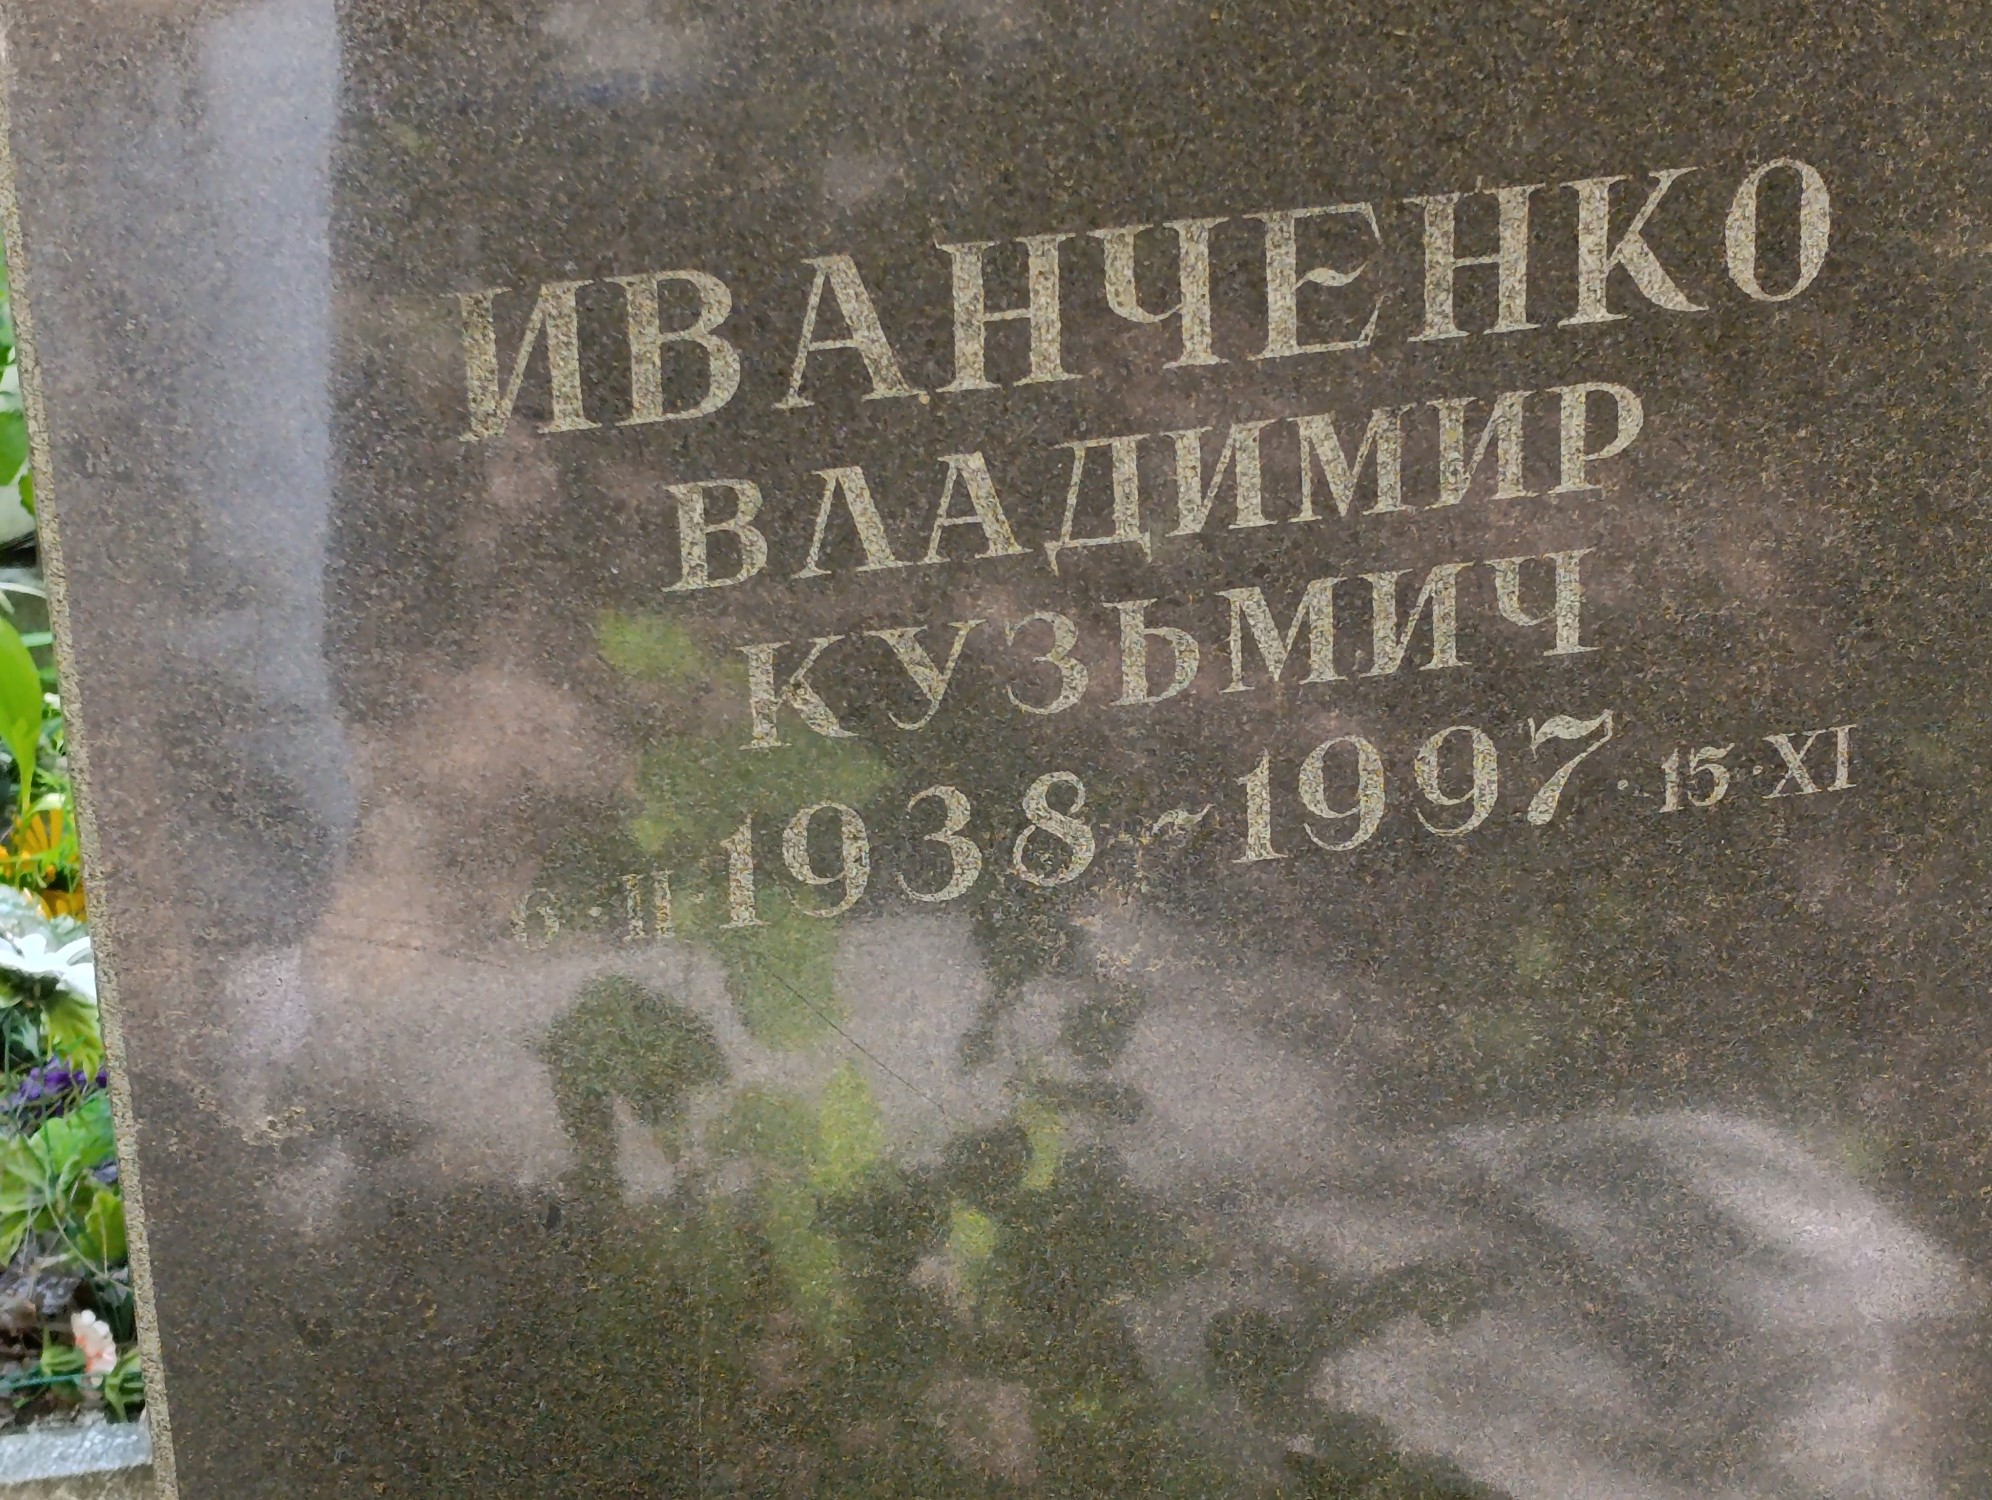 ИВАНЧЕНКО
ВЛАДИМИР
КУЗЬМИЧ
6·II·1938~1997·15·XI